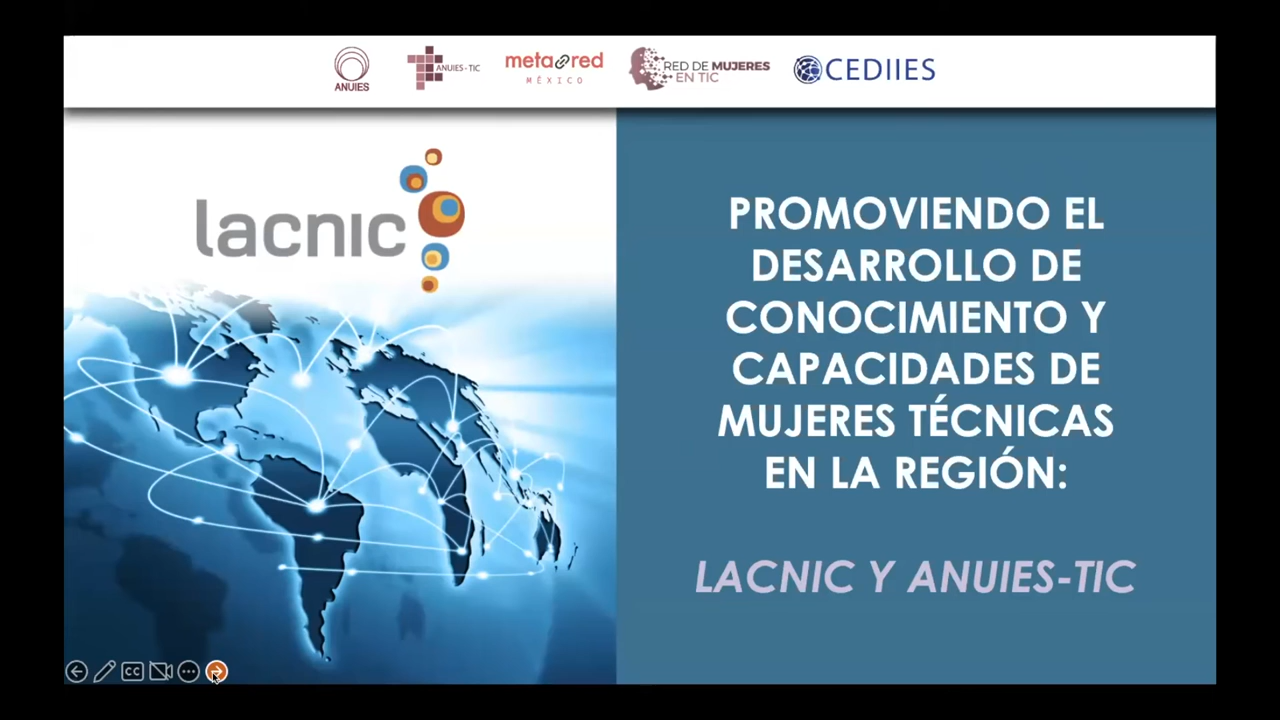 ANUIES
ANUIES - TIC
metared
MÉXICO
RED DE MUJERES
EN TIC
CEDIIES
lacnic
PROMOVIENDO EL
DESARROLLO DE
CONOCIMIENTO Y
CAPACIDADES DE
MUJERES TÉCNICAS
EN LA REGIÓN:
LACNIC Y ANUIES-TIC
CC